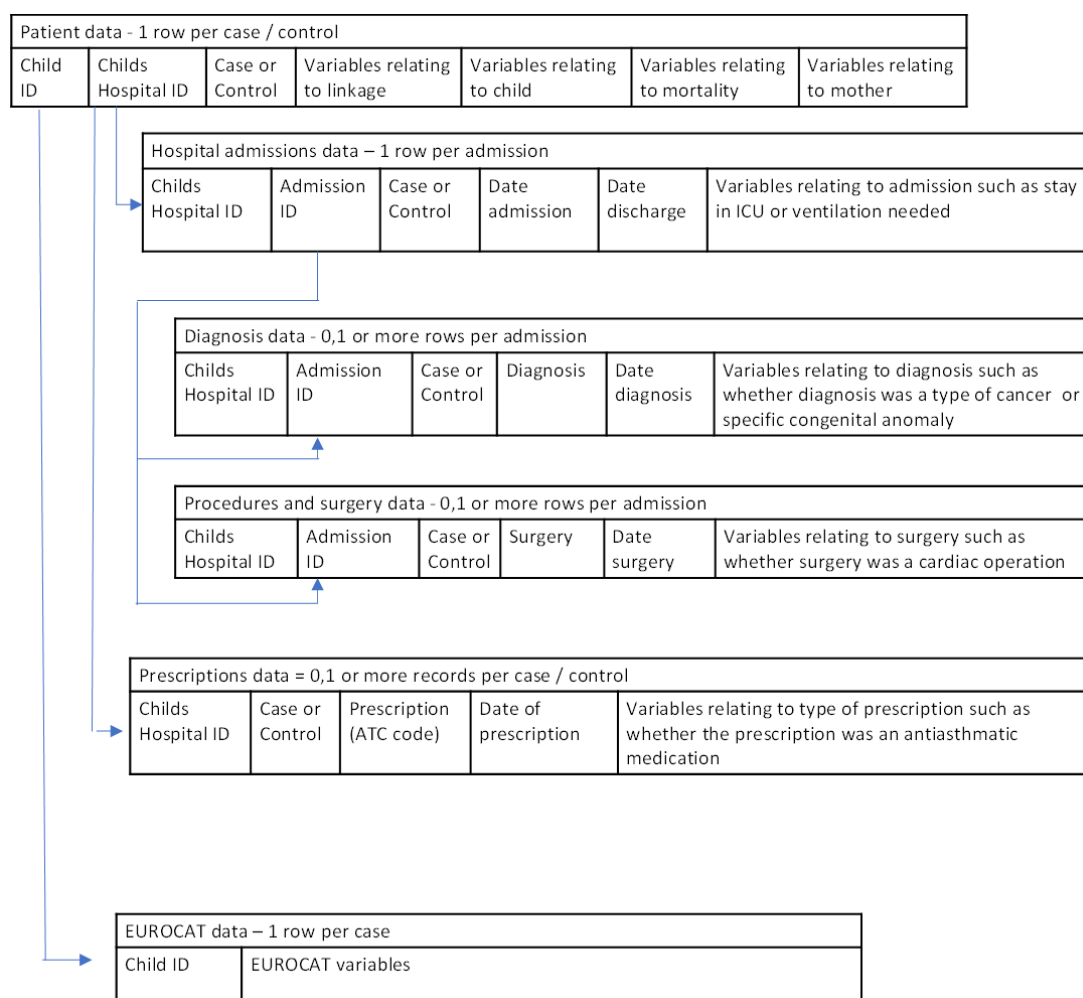 Patient data - 1 row per case / control
Child ID
Childs Hospital ID
Case or Control
Variables relating to linkage
Variables relating to child
Variables relating to mortality
Variables relating to mother
Hospital admissions data – 1 row per admission
Childs Hospital ID
Admission ID
Case or Control
Date admission
Date discharge
Variables relating to admission such as stay
in ICU or ventilation needed
Diagnosis data - 0,1 or more rows per admission
Childs Hospital ID
Admission ID
Case or Control
Diagnosis
Date diagnosis
Variables relating to diagnosis such as
whether diagnosis was a type of cancer or
specific congenital anomaly
Procedures and surgery data - 0,1 or more rows per admission
Childs Hospital ID
Admission ID
Case or Control
Surgery
Date surgery
Variables relating to surgery such as
whether surgery was a cardiac operation
Prescriptions data = 0,1 or more records per case / control
Childs Hospital ID
Case or Control
Prescription (ATC code)
Date of prescription
Variables relating to type of prescription such as
whether the prescription was an antiasthmatic
medication
EUROCAT data – 1 row per case
Child ID
EUROCAT variables